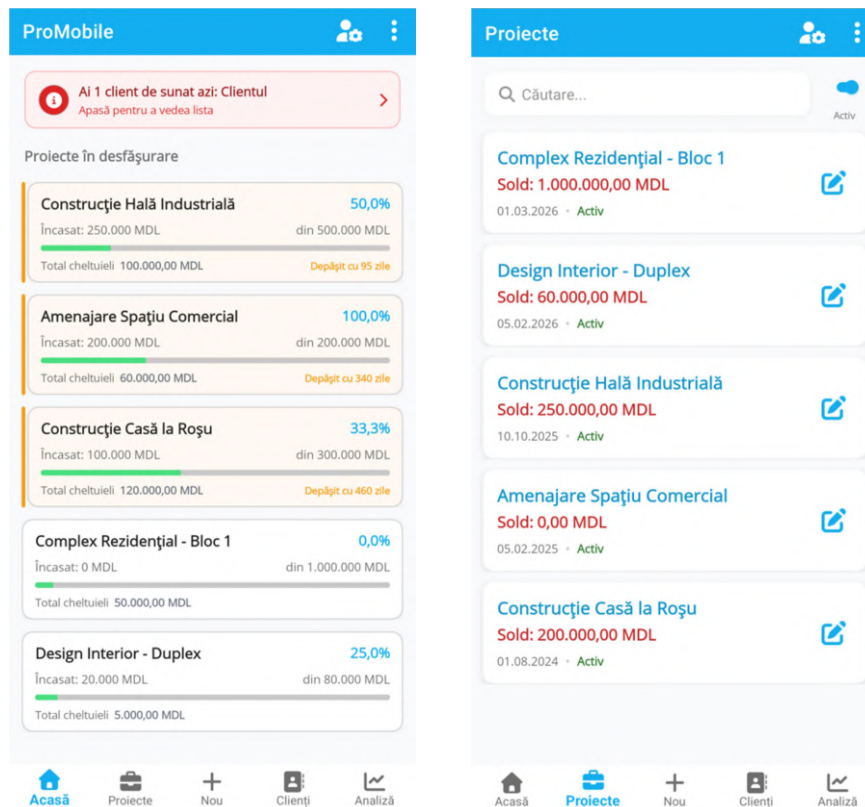 ProMobile
Ai 1 client de sunat azi: Clientul
Apasă pentru a vedea lista
Proiecte în desfăşurare
Construcţie Hală Industrială 50,0%
Încasat: 250.000 MDL din 500.000 MDL
Total cheltuieli 100.000,00 MDL Depăşit cu 95 zile
Amenajare Spaţiu Comercial 100,0%
Încasat: 200.000 MDL din 200.000 MDL
Total cheltuieli 60.000,00 MDL Depăşit cu 340 zile
Construcţie Casă la Roşu 33,3%
Încasat: 100.000 MDL din 300.000 MDL
Total cheltuieli 120.000,00 MDL Depăşit cu 460 zile
Complex Rezidenţial - Bloc 1 0,0%
Încasat: 0 MDL din 1.000.000 MDL
Total cheltuieli 50.000,00 MDL
Design Interior - Duplex 25,0%
Încasat: 20.000 MDL din 80.000 MDL
Total cheltuieli 5.000,00 MDL
Acasă Proiecte Nou Clienţi Analiză
Proiecte
Căutare...
Activ
Complex Rezidenţial - Bloc 1
Sold: 1.000.000,00 MDL
01.03.2026 • Activ
Design Interior - Duplex
Sold: 60.000,00 MDL
05.02.2026 • Activ
Construcţie Hală Industrială
Sold: 250.000,00 MDL
10.10.2025 • Activ
Amenajare Spaţiu Comercial
Sold: 0,00 MDL
05.02.2025 • Activ
Construcţie Casă la Roşu
Sold: 200.000,00 MDL
01.08.2024 • Activ
Acasă Proiecte Nou Clienţi Analiză